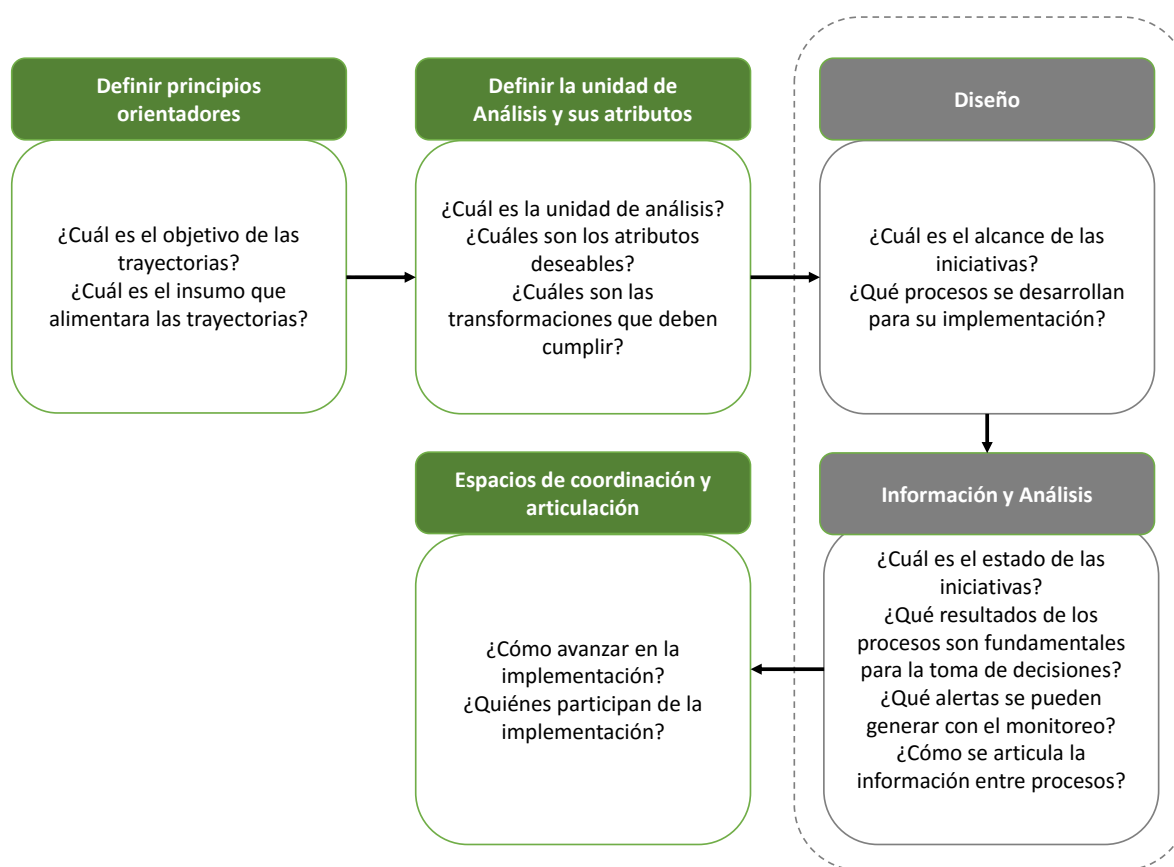 Definir principios
orientadores
¿Cuál es el objetivo de las
trayectorias?
¿Cuál es el insumo que
alimentara las trayectorias?
Definir la unidad de
Análisis y sus atributos
¿Cuál es la unidad de análisis?
¿Cuáles son los atributos
deseables?
¿Cuáles son las
transformaciones que deben
cumplir?
Diseño
¿Cuál es el alcance de las
iniciativas?
¿Qué procesos se desarrollan
para su implementación?
Información y Análisis
¿Cuál es el estado de las
iniciativas?
¿Qué resultados de los
procesos son fundamentales
para la toma de decisiones?
¿Qué alertas se pueden
generar con el monitoreo?
¿Cómo se articula la
información entre procesos?
Espacios de coordinación y
articulación
¿Cómo avanzar en la
implementación?
¿Quiénes participan de la
implementación?